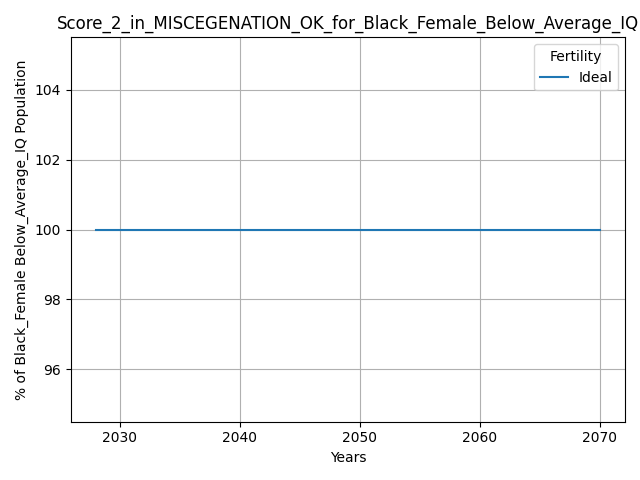 Score_2_in_MISCEGENATION_OK_for_Black_Female_Below_Average_IQ
% of Black_Female Below_Average_IQ Population
104
102
100
98
96
Fertility
Ideal
2030 2040 2050 2060 2070
Years